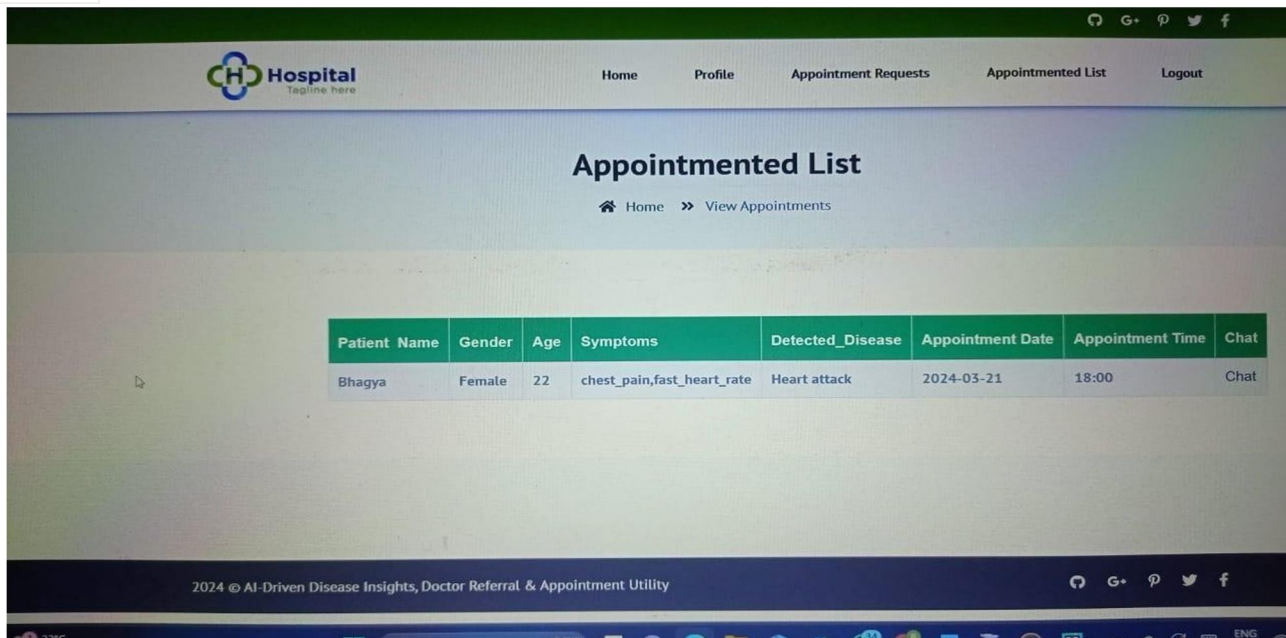 G+
Hospital
Tagline here
Home Profile Appointment Requests Appointmented List Logout
Appointmented List
Home » View Appointments
Patient Name Gender Age Symptoms Detected_Disease Appointment Date Appointment Time Chat
Bhagya Female 22 chest_pain,fast_heart_rate Heart attack 2024-03-21 18:00 Chat
2024 © AI-Driven Disease Insights, Doctor Referral & Appointment Utility G+
ENG